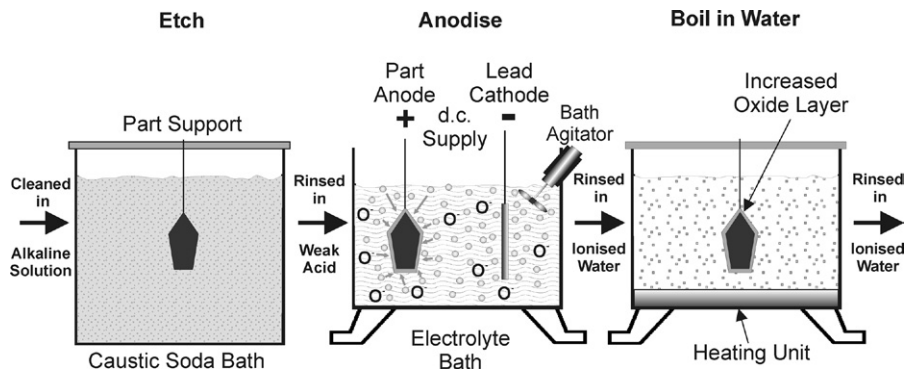 Etch
Anodise
Boil in Water
Part Support
Part
Anode
+
d.c.
Supply
Lead
Cathode
-
Bath
Agitator
Increased
Oxide Layer
Cleaned
in
Alkaline
Solution
Rinsed
in
Weak
Acid
O-
O-
O-
O-
O-
O-
O-
Rinsed
in
Ionised
Water
Rinsed
in
Ionised
Water
Caustic Soda Bath
Electrolyte
Bath
Heating Unit